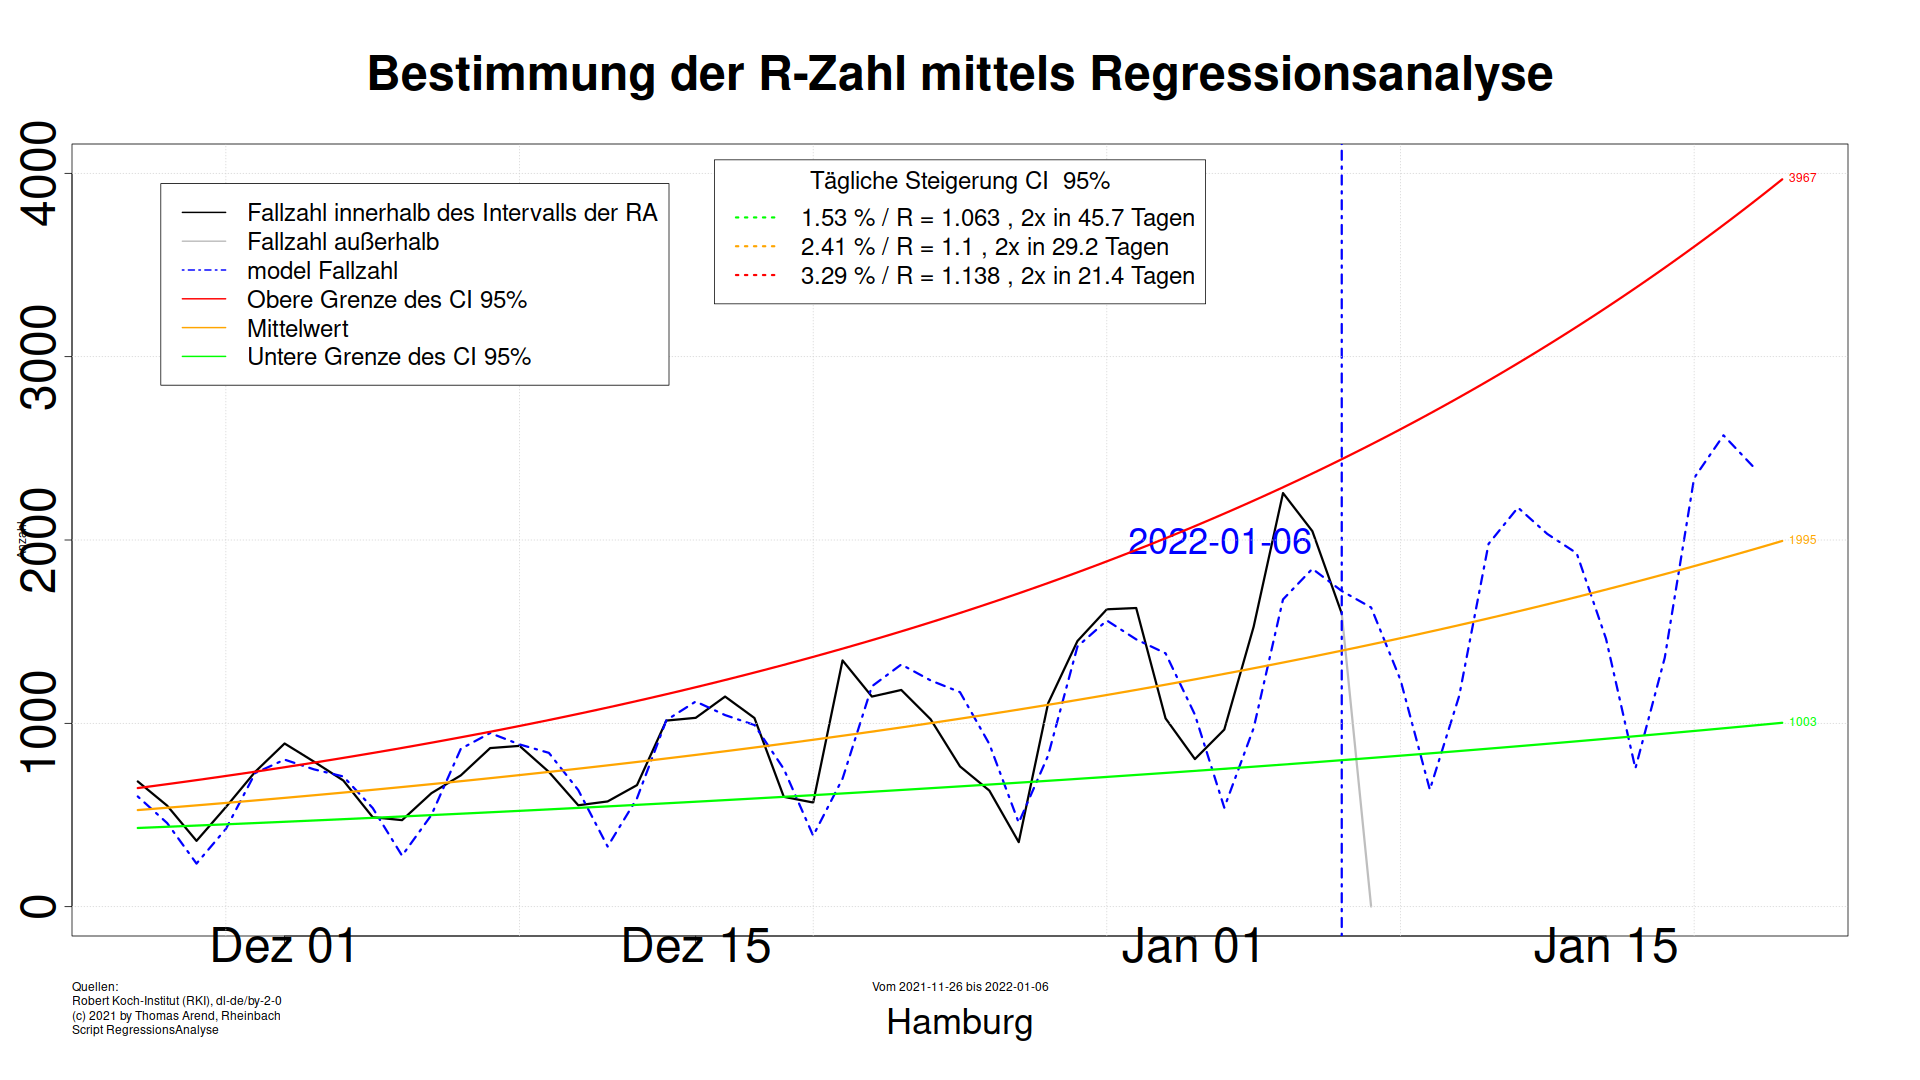 Bestimmung der R-Zahl mittels Regressionsanalyse
Anzahl
4000
3000
2000
1000
0
Fallzahl innerhalb des Intervalls der RA
Fallzahl außerhalb
model Fallzahl
Obere Grenze des CI 95%
Mittelwert
Untere Grenze des CI 95%
Tägliche Steigerung CI  95%
1.53 % / R = 1.063 , 2x in 45.7 Tagen
2.41 % / R = 1.1 , 2x in 29.2 Tagen
3.29 % / R = 1.138 , 2x in 21.4 Tagen
3967
2022-01-06
1995
1003
Dez 01
Dez 15
Jan 01
Jan 15
Quellen:
Robert Koch-Institut (RKI), dl-de/by-2-0
(c) 2021 by Thomas Arend, Rheinbach
Script RegressionsAnalyse
Vom 2021-11-26 bis 2022-01-06
Hamburg